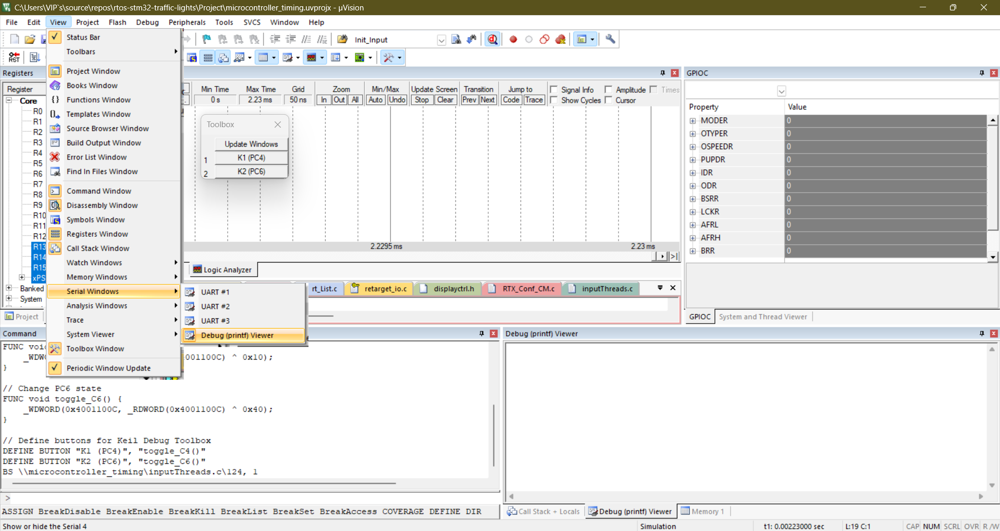 C:\Users\VIP`s\source\repos\rtos-stm32-traffic-lights\Project\microcontroller_timing.uvprojx - µVision
File Edit View Project Flash Debug Peripherals Tools SVCS Window Help
Init_Input
RST
Status Bar
Toolbars
Project Window
Books Window
Functions Window
Templates Window
Source Browser Window
Build Output Window
Error List Window
Find In Files Window
Command Window
Disassembly Window
Symbols Window
Registers Window
Call Stack Window
Watch Windows
Memory Windows
Serial Windows
Analysis Windows
Trace
System Viewer
Toolbox Window
Periodic Window Update
UART #1
UART #2
UART #3
Debug (printf) Viewer
Registers
Register
Core
R0
R1
R2
R3
R4
R5
R6
R7
R8
R9
R10
R11
R12
R13
R14
R15
xPS
Banked
System
Project
Min Time Max Time Grid Zoom Min/Max Update Screen Transition Jump to Signal Info Amplitude Times
0 s 2.23 ms 50 ns In Out All Auto Undo Stop Clear Prev Next Code Trace Show Cycles Cursor
Toolbox
Update Windows
1 K1 (PC4)
2 K2 (PC6)
2.2295 ms 2.23 ms
Logic Analyzer
rt_List.c retarget_io.c displayctrl.h RTX_Conf_CM.c inputThreads.c
GPIOC
Property Value
MODER 0
OTYPER 0
OSPEEDR 0
PUPDR 0
IDR 0
ODR 0
BSRR 0
LCKR 0
AFRL 0
AFRH 0
BRR 0
GPIOC System and Thread Viewer
Command
FUNC voi
_WDW 001100C) ^ 0x10);
}
// Change PC6 state
FUNC void toggle_C6() {
_WDWORD(0x4001100C, _RDWORD(0x4001100C) ^ 0x40);
}
// Define buttons for Keil Debug Toolbox
DEFINE BUTTON "K1 (PC4)", "toggle_C4()"
DEFINE BUTTON "K2 (PC6)", "toggle_C6()"
BS \\microcontroller_timing\inputThreads.c\124, 1
>
ASSIGN BreakDisable BreakEnable BreakKill BreakList BreakSet BreakAccess COVERAGE DEFINE DIR
Debug (printf) Viewer
Call Stack + Locals Debug (printf) Viewer Memory 1
Show or hide the Serial 4 Simulation t1: 0.00223000 sec L:19 C:1 CAP NUM SCRL OVR R/W